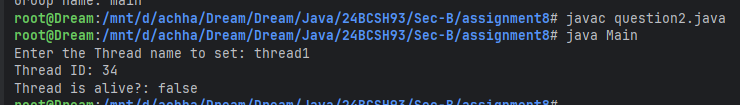 Group name: main
root@Dream:/mnt/d/achha/Dream/Dream/Java/24BCSH93/Sec-B/assignment8# javac question2.java
root@Dream:/mnt/d/achha/Dream/Dream/Java/24BCSH93/Sec-B/assignment8# java Main
Enter the Thread name to set: thread1
Thread ID: 34
Thread is alive?: false
root@Dream:/mnt/d/achha/Dream/Dream/Java/24BCSH93/Sec-B/assignment8#